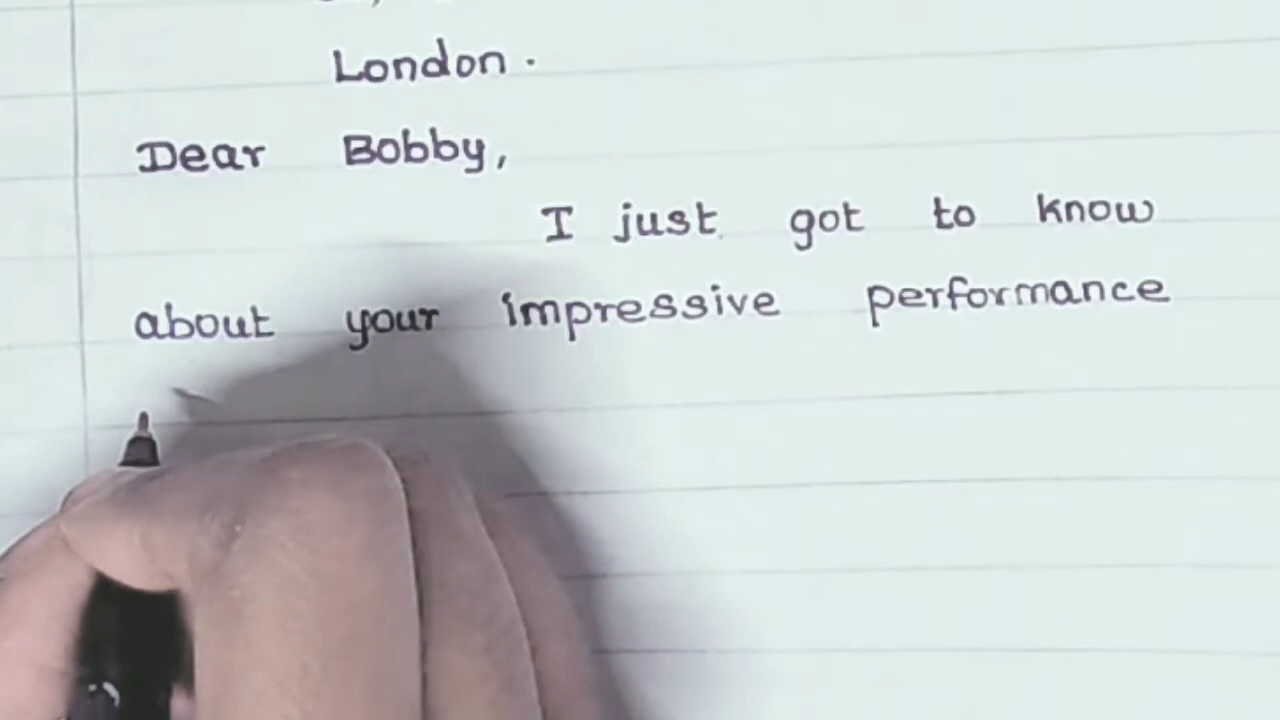 London.
Dear Bobby,
I just got to know
about your impressive performance